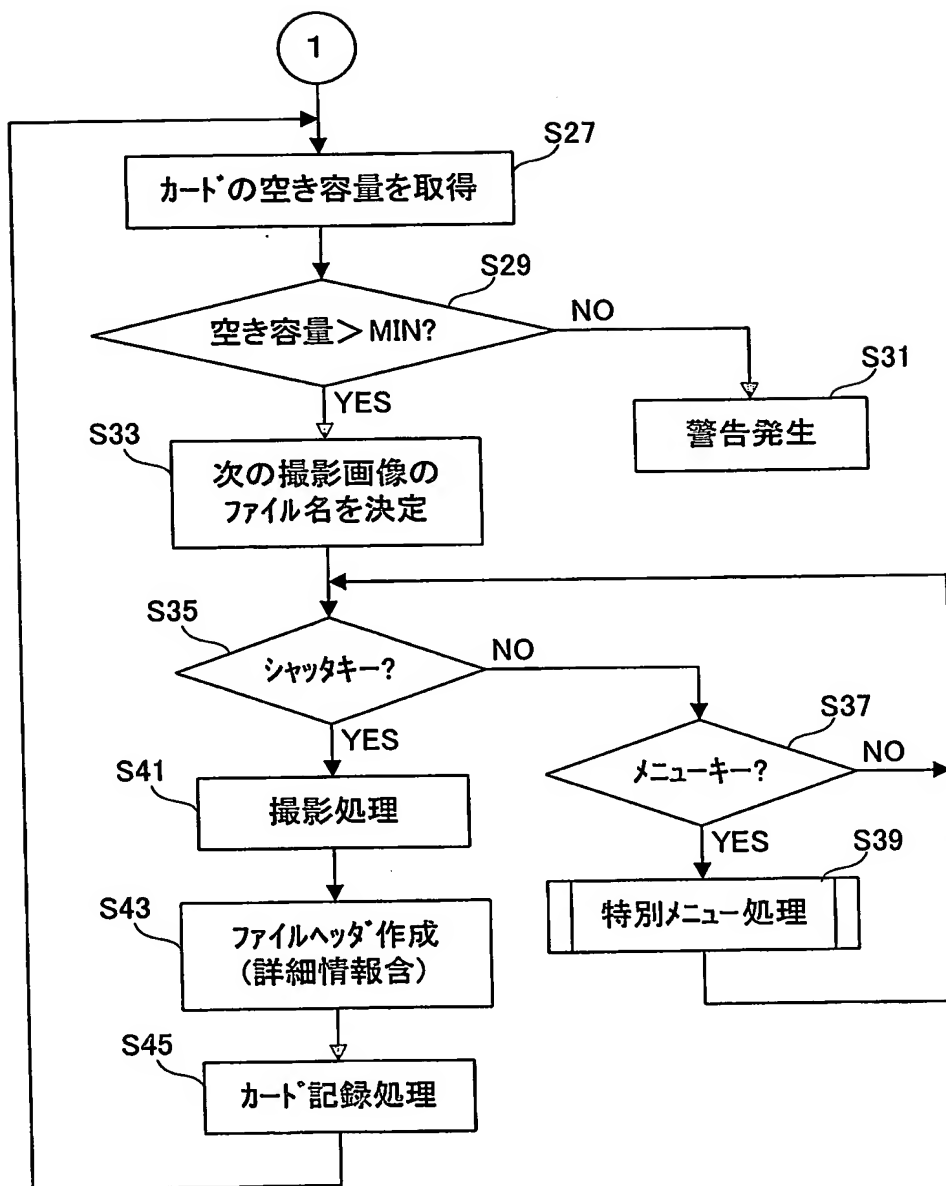 1
S27
カードの空き容量を取得
S29
空き容量>MIN?
NO
YES
S31
警告発生
S33
次の撮影画像の
ファイル名を決定
S35
シャッタキー?
NO
YES
S37
メニューキー?
NO
YES
S39
特別メニュー処理
S41
撮影処理
S43
ファイルヘッダ作成
(詳細情報含)
S45
カード記録処理